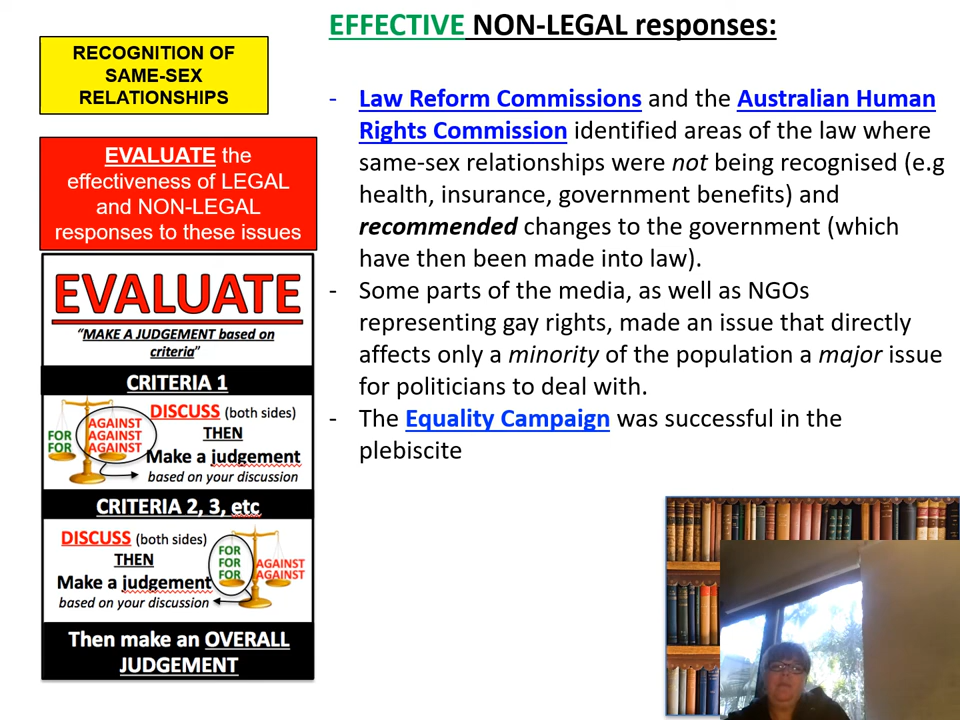 EFFECTIVE NON-LEGAL responses:
RECOGNITION OF
SAME-SEX
RELATIONSHIPS
EVALUATE the
effectiveness of LEGAL
and NON-LEGAL
responses to these issues
EVALUATE
"MAKE A JUDGEMENT based on
criteria"
CRITERIA 1
FOR
FOR
AGAINST
AGAINST
AGAINST
DISCUSS (both sides)
THEN
Make a judgement
based on your discussion
CRITERIA 2, 3, etc
DISCUSS (both sides)
THEN
Make a judgement
based on your discussion
FOR
FOR
FOR
AGAINST
AGAINST
Then make an OVERALL
JUDGEMENT
- Law Reform Commissions and the Australian Human
Rights Commission identified areas of the law where
same-sex relationships were not being recognised (e.g
health, insurance, government benefits) and
recommended changes to the government (which
have then been made into law).
- Some parts of the media, as well as NGOs
representing gay rights, made an issue that directly
affects only a minority of the population a major issue
for politicians to deal with.
- The Equality Campaign was successful in the
plebiscite